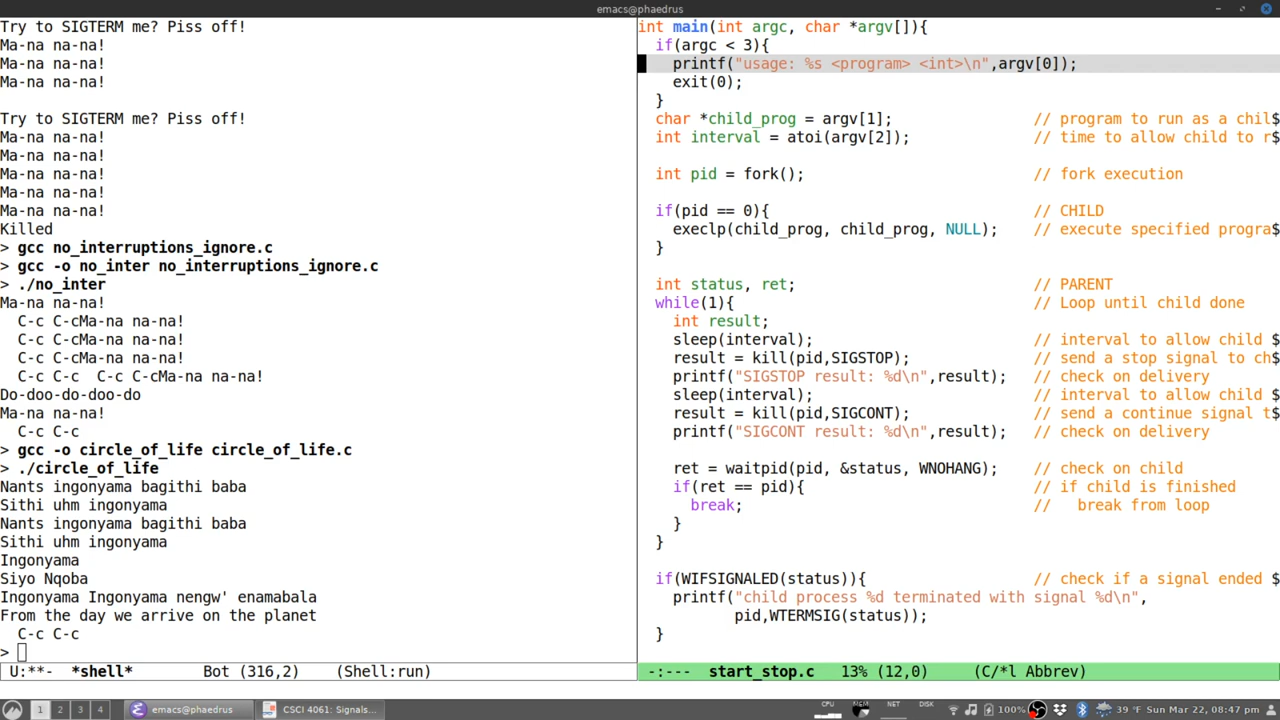 emacs@phaedrus
Try to SIGTERM me? Piss off!
Ma-na na-na!
Ma-na na-na!
Ma-na na-na!
Try to SIGTERM me? Piss off!
Ma-na na-na!
Ma-na na-na!
Ma-na na-na!
Ma-na na-na!
Ma-na na-na!
Killed
> gcc no_interruptions_ignore.c
> gcc -o no_inter no_interruptions_ignore.c
> ./no_inter
Ma-na na-na!
  C-c C-cMa-na na-na!
  C-c C-cMa-na na-na!
  C-c C-cMa-na na-na!
  C-c C-c  C-c C-cMa-na na-na!
Do-doo-do-doo-do
Ma-na na-na!
  C-c C-c
> gcc -o circle_of_life circle_of_life.c
> ./circle_of_life
Nants ingonyama bagithi baba
Sithi uhm ingonyama
Nants ingonyama bagithi baba
Sithi uhm ingonyama
Ingonyama
Siyo Nqoba
Ingonyama Ingonyama nengw' enamabala
From the day we arrive on the planet
  C-c C-c
>
U:**-  *shell*        Bot (316,2)    (Shell:run)
int main(int argc, char *argv[]){
  if(argc < 3){
    printf("usage: %s <program> <int>\n",argv[0]);
    exit(0);
  }
  char *child_prog = argv[1];                // program to run as a chil$
  int interval = atoi(argv[2]);              // time to allow child to r$
  int pid = fork();                          // fork execution
  if(pid == 0){                              // CHILD
    execlp(child_prog, child_prog, NULL);    // execute specified progra$
  }
  int status, ret;                           // PARENT
  while(1){                                  // Loop until child done
    int result;
    sleep(interval);                         // interval to allow child $
    result = kill(pid,SIGSTOP);              // send a stop signal to ch$
    printf("SIGSTOP result: %d\n",result);   // check on delivery
    sleep(interval);                         // interval to allow child $
    result = kill(pid,SIGCONT);              // send a continue signal t$
    printf("SIGCONT result: %d\n",result);   // check on delivery
    ret = waitpid(pid, &status, WNOHANG);    // check on child
    if(ret == pid){                          // if child is finished
      break;                                 //   break from loop
    }
  }
  if(WIFSIGNALED(status)){                   // check if a signal ended $
    printf("child process %d terminated with signal %d\n",
           pid,WTERMSIG(status));
  }
-:---  start_stop.c   13% (12,0)     (C/*l Abbrev)
1 2 3 4 emacs@phaedrus CSCI 4061: Signals... CPU MEM NET DISK 100% 39 °F Sun Mar 22, 08:47 pm